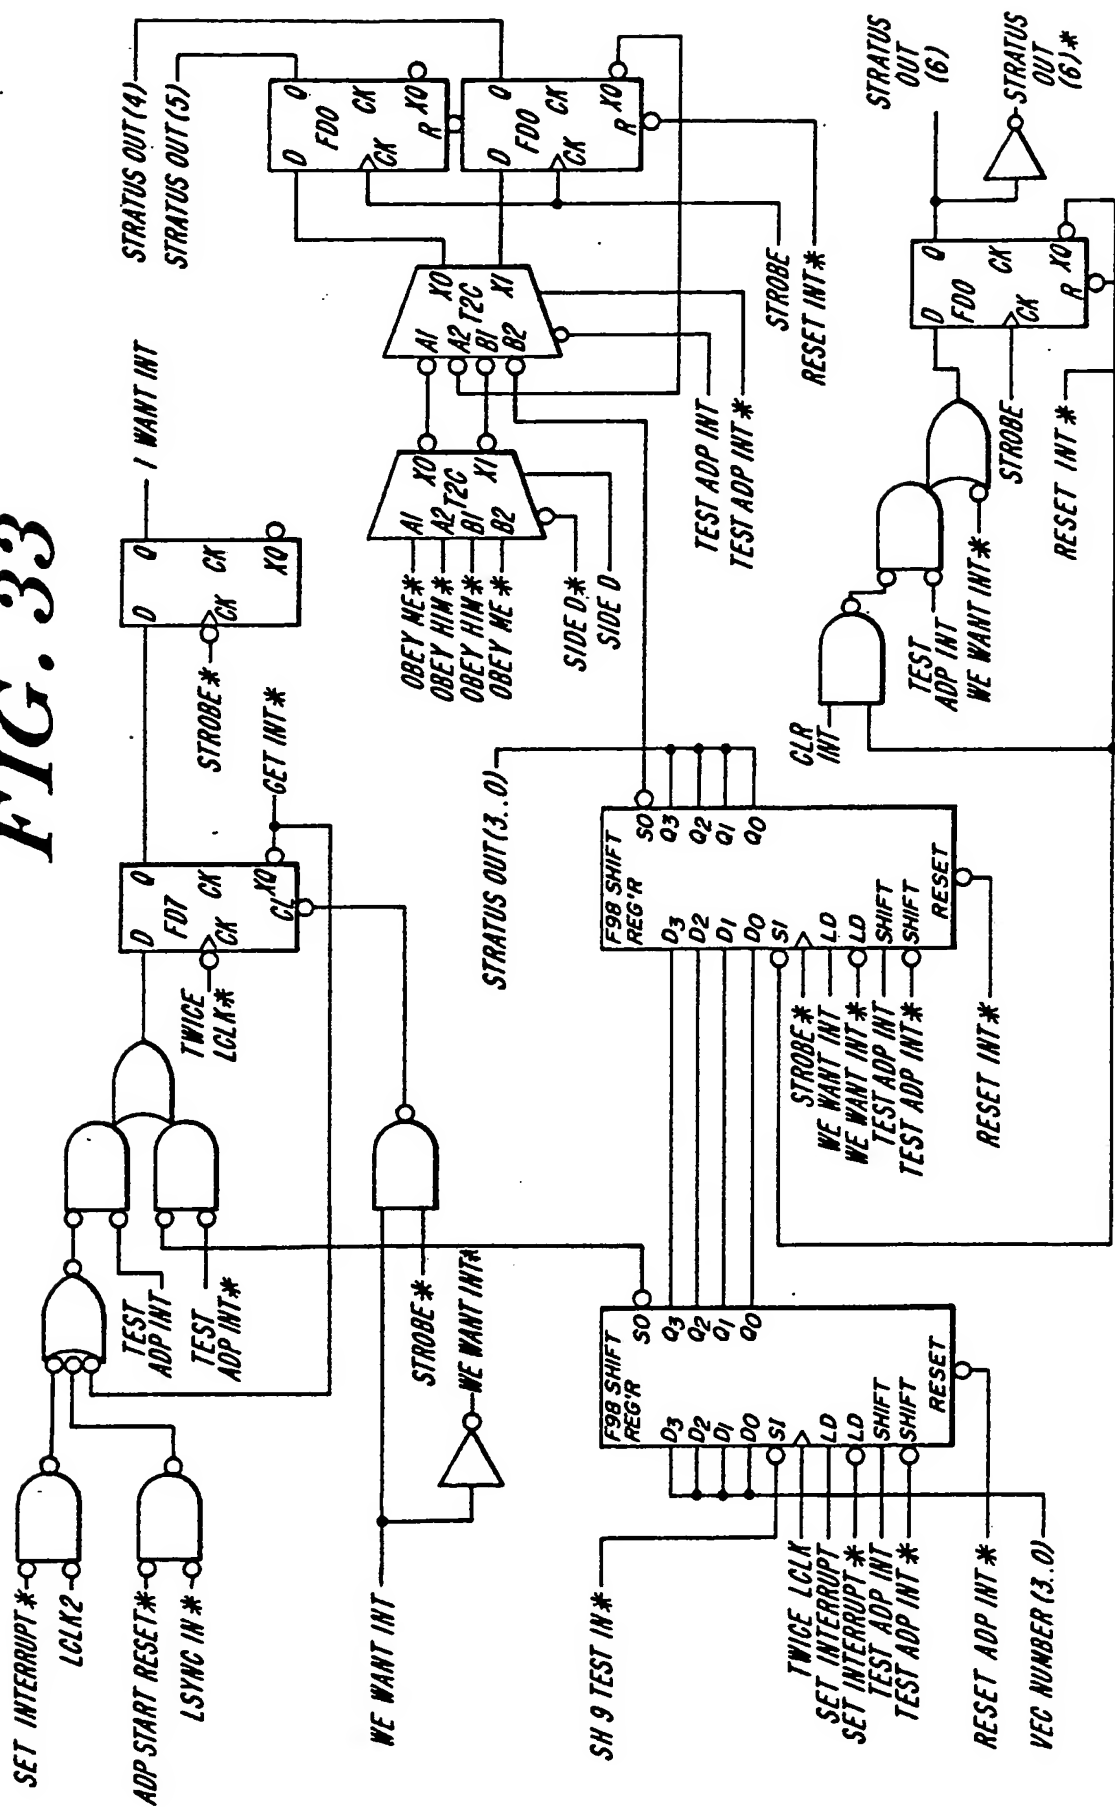 FIG. 33
SET INTERRUPT*
LCLK2
ADP START RESET*
LSYNC IN*
TEST
ADP INT
TEST
ADP INT*
TWICE
LCLK*
D
Q
FD7
CK
CK
XQ
CL
GET INT*
STROBE*
D
Q
CK
CK
XQ
I WANT INT
WE WANT INT
STROBE*
WE WANT INT*
STRATUS OUT(4)
STRATUS OUT(5)
D
Q
FDO
CK
CK
XQ
R
D
Q
FDO
CK
CK
XQ
R
OBEY ME*
OBEY HIM*
OBEY HIM*
OBEY ME*
A1
A2
B1
B2
X0
T2C
X1
SIDE D*
SIDE D
A1
A2
B1
B2
X0
T2C
X1
TEST ADP INT
TEST ADP INT*
STROBE
RESET INT*
SH 9 TEST IN*
F98 SHIFT
REG'R
D3
D2
D1
D0
SI
LD
LD
SHIFT
SHIFT
RESET
SO
Q3
Q2
Q1
Q0
TWICE LCLK
SET INTERRUPT
SET INTERRUPT*
TEST ADP INT
TEST ADP INT*
RESET ADP INT*
VEC NUMBER (3..0)
STRATUS OUT(3..0)
F98 SHIFT
REG'R
D3
D2
D1
D0
SI
LD
LD
SHIFT
SHIFT
RESET
SO
Q3
Q2
Q1
Q0
STROBE*
WE WANT INT
WE WANT INT*
TEST ADP INT
TEST ADP INT*
RESET INT*
CLR
INT
TEST
ADP INT
WE WANT INT*
STROBE
RESET INT*
D
Q
FDO
CK
CK
XQ
R
STRATUS
OUT
(6)
STRATUS
OUT
(6)*